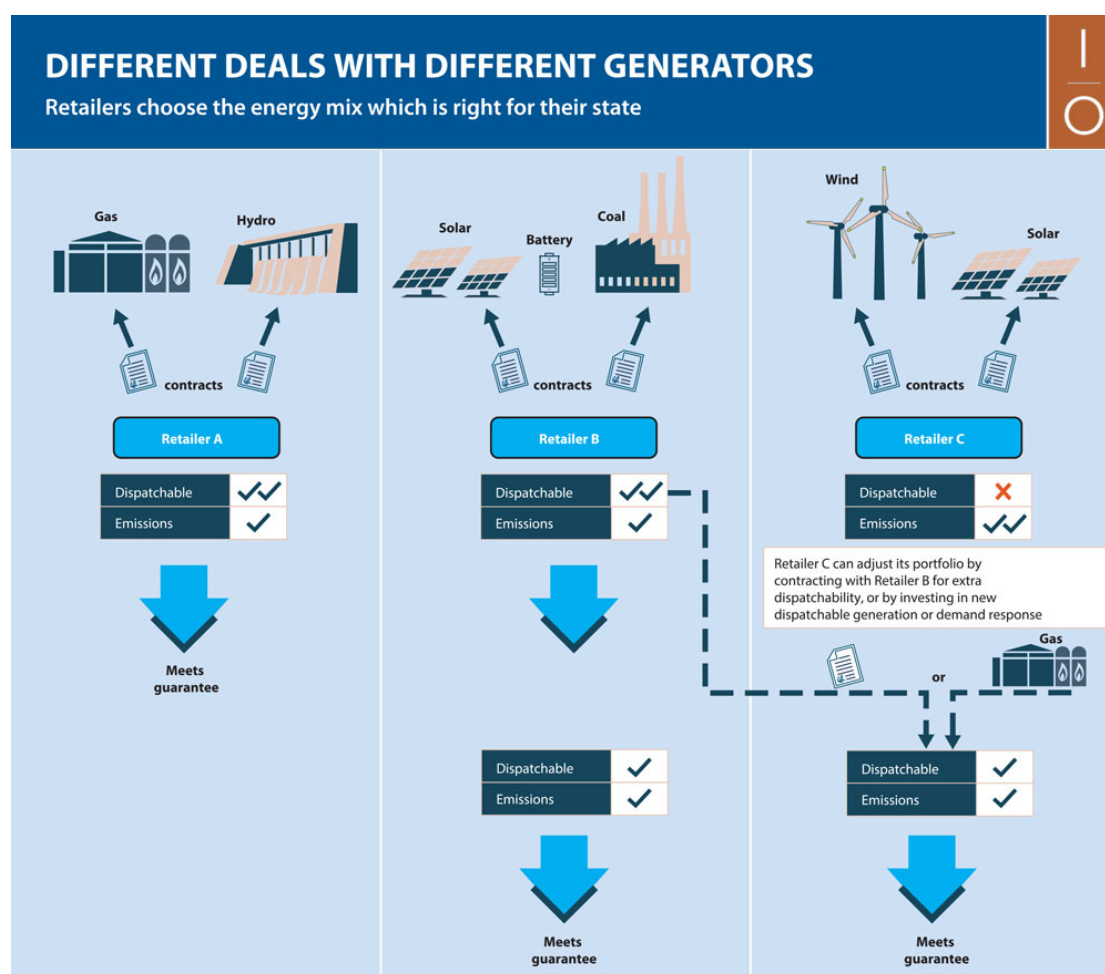 DIFFERENT DEALS WITH DIFFERENT GENERATORS
Retailers choose the energy mix which is right for their state
Gas
Hydro
contracts
Retailer A
Dispatchable
Emissions
Meets
guarantee
Solar
Battery
Coal
contracts
Retailer B
Dispatchable
Emissions
Dispatchable
Emissions
Meets
guarantee
Wind
Solar
contracts
Retailer C
Dispatchable
Emissions
Retailer C can adjust its portfolio by
contracting with Retailer B for extra
dispatchability, or by investing in new
dispatchable generation or demand response
or
Gas
Dispatchable
Emissions
Meets
guarantee